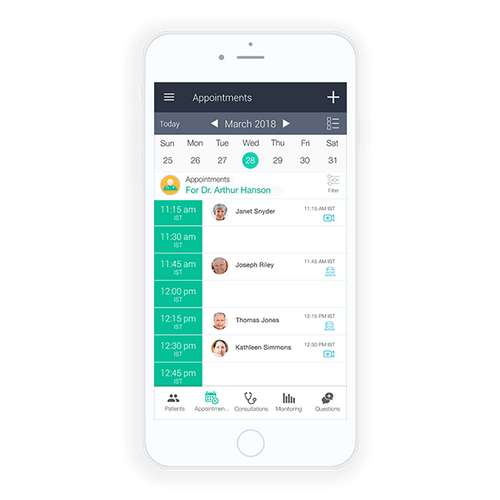 Appointments
Today March 2018
Sun Mon Tue Wed Thu Fri Sat
25 26 27 28 29 30 31
Appointments
For Dr. Arthur Hanson
Filter
11:15 am
IST
Janet Snyder
11:15 AM IST
11:30 am
IST
11:45 am
IST
Joseph Riley
11:45 AM IST
12:00 pm
IST
12:15 pm
IST
Thomas Jones
12:15 PM IST
12:30 pm
IST
Kathleen Simmons
12:30 PM IST
12:45 pm
IST
Patients Appointmen... Consultations Monitoring Questions